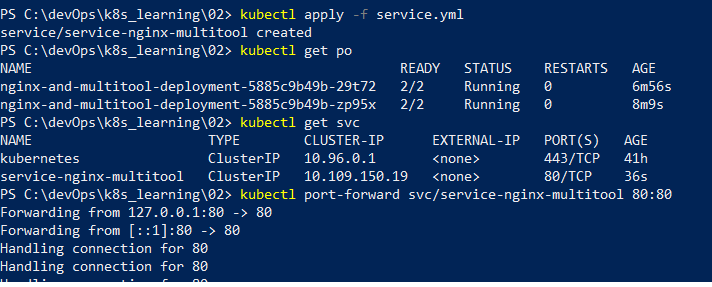 PS C:\devOps\k8s_learning\02> kubectl apply -f service.yml
service/service-nginx-multitool created
PS C:\devOps\k8s_learning\02> kubectl get po
NAME READY STATUS RESTARTS AGE
nginx-and-multitool-deployment-5885c9b49b-29t72 2/2 Running 0 6m56s
nginx-and-multitool-deployment-5885c9b49b-zp95x 2/2 Running 0 8m9s
PS C:\devOps\k8s_learning\02> kubectl get svc
NAME TYPE CLUSTER-IP EXTERNAL-IP PORT(S) AGE
kubernetes ClusterIP 10.96.0.1 <none> 443/TCP 41h
service-nginx-multitool ClusterIP 10.109.150.19 <none> 80/TCP 36s
PS C:\devOps\k8s_learning\02> kubectl port-forward svc/service-nginx-multitool 80:80
Forwarding from 127.0.0.1:80 -> 80
Forwarding from [::1]:80 -> 80
Handling connection for 80
Handling connection for 80
Handling connection for 80